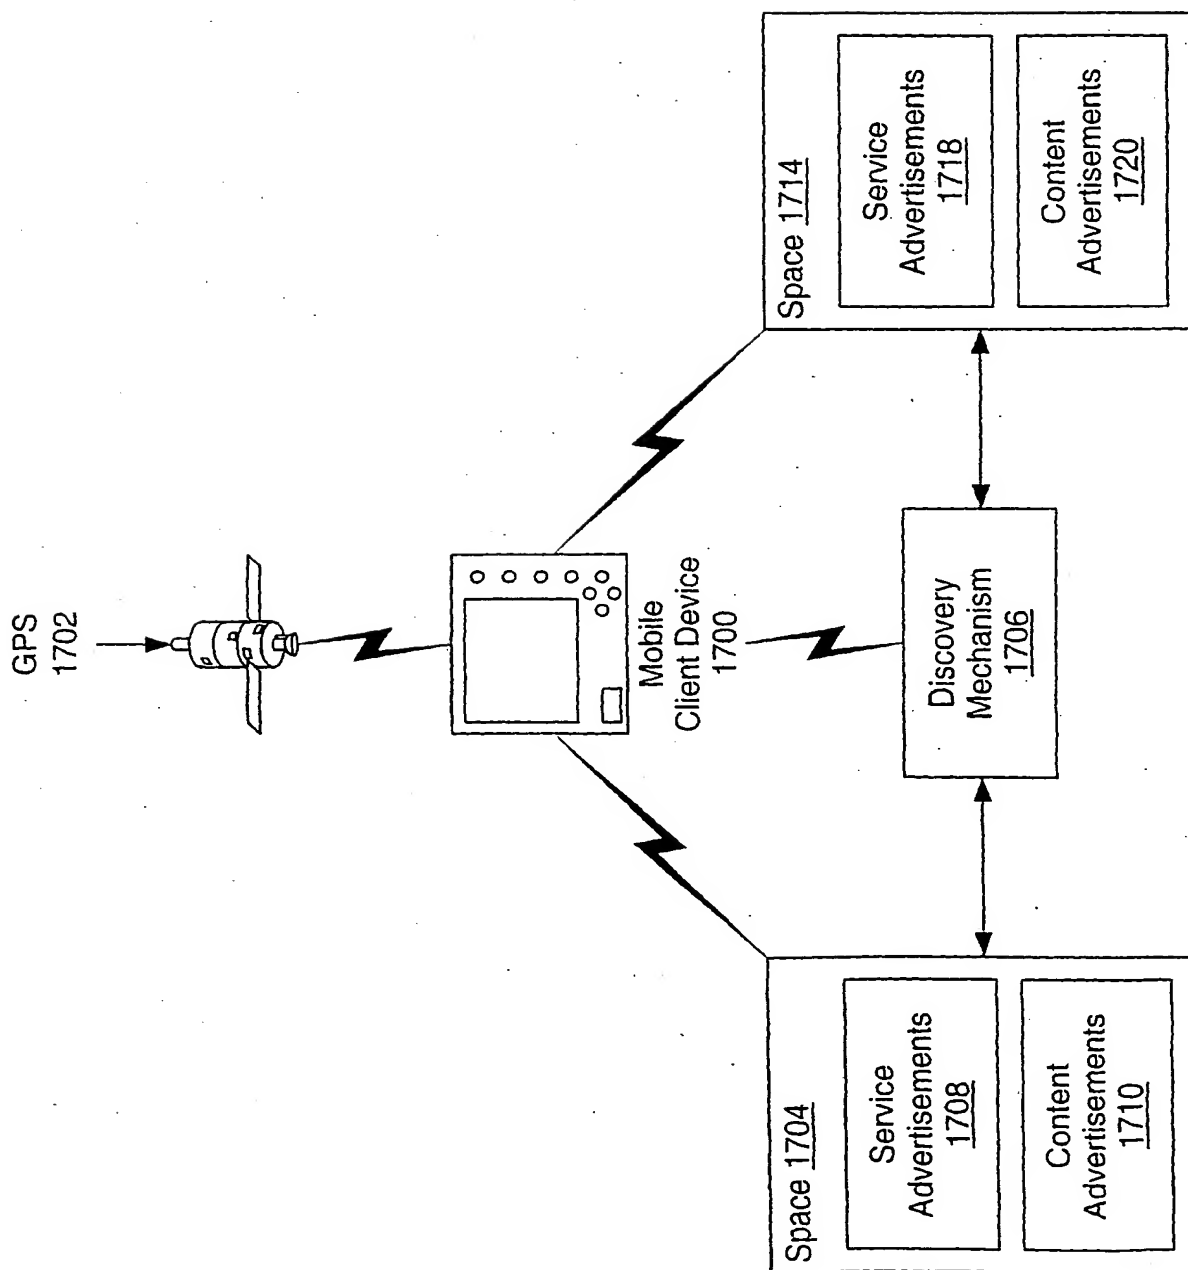 GPS
1702
Mobile
Client Device
1700
Space 1704
Service
Advertisements
1708
Content
Advertisements
1710
Discovery
Mechanism
1706
Space 1714
Service
Advertisements
1718
Content
Advertisements
1720